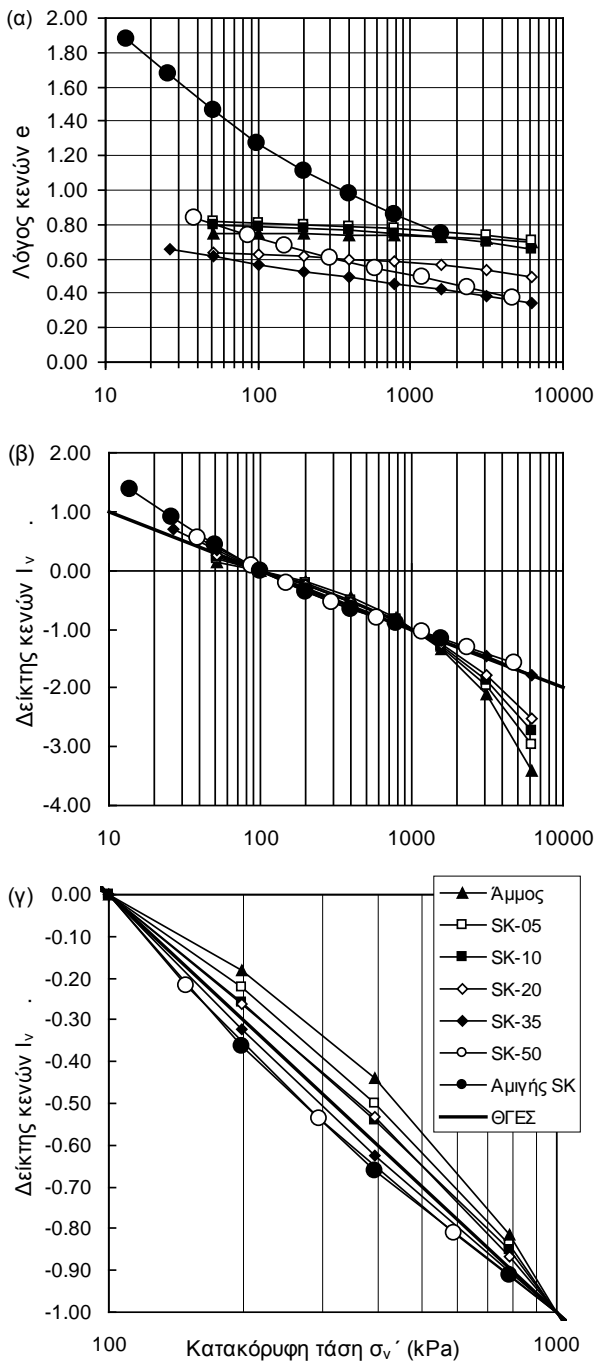 (α)
2.00
1.80
1.60
1.40
1.20
1.00
0.80
0.60
0.40
0.20
0.00
Λόγος κενών e
10 100 1000 10000
(β)
2.00
1.00
0.00
-1.00
-2.00
-3.00
-4.00
Δείκτης κενών Iᵥ .
10 100 1000 10000
(γ)
0.00
-0.10
-0.20
-0.30
-0.40
-0.50
-0.60
-0.70
-0.80
-0.90
-1.00
Δείκτης κενών Iᵥ .
Άμμος
SK-05
SK-10
SK-20
SK-35
SK-50
Αμιγής SK
ΘΓΕΣ
100 1000
Κατακόρυφη τάση σᵥ´ (kPa)